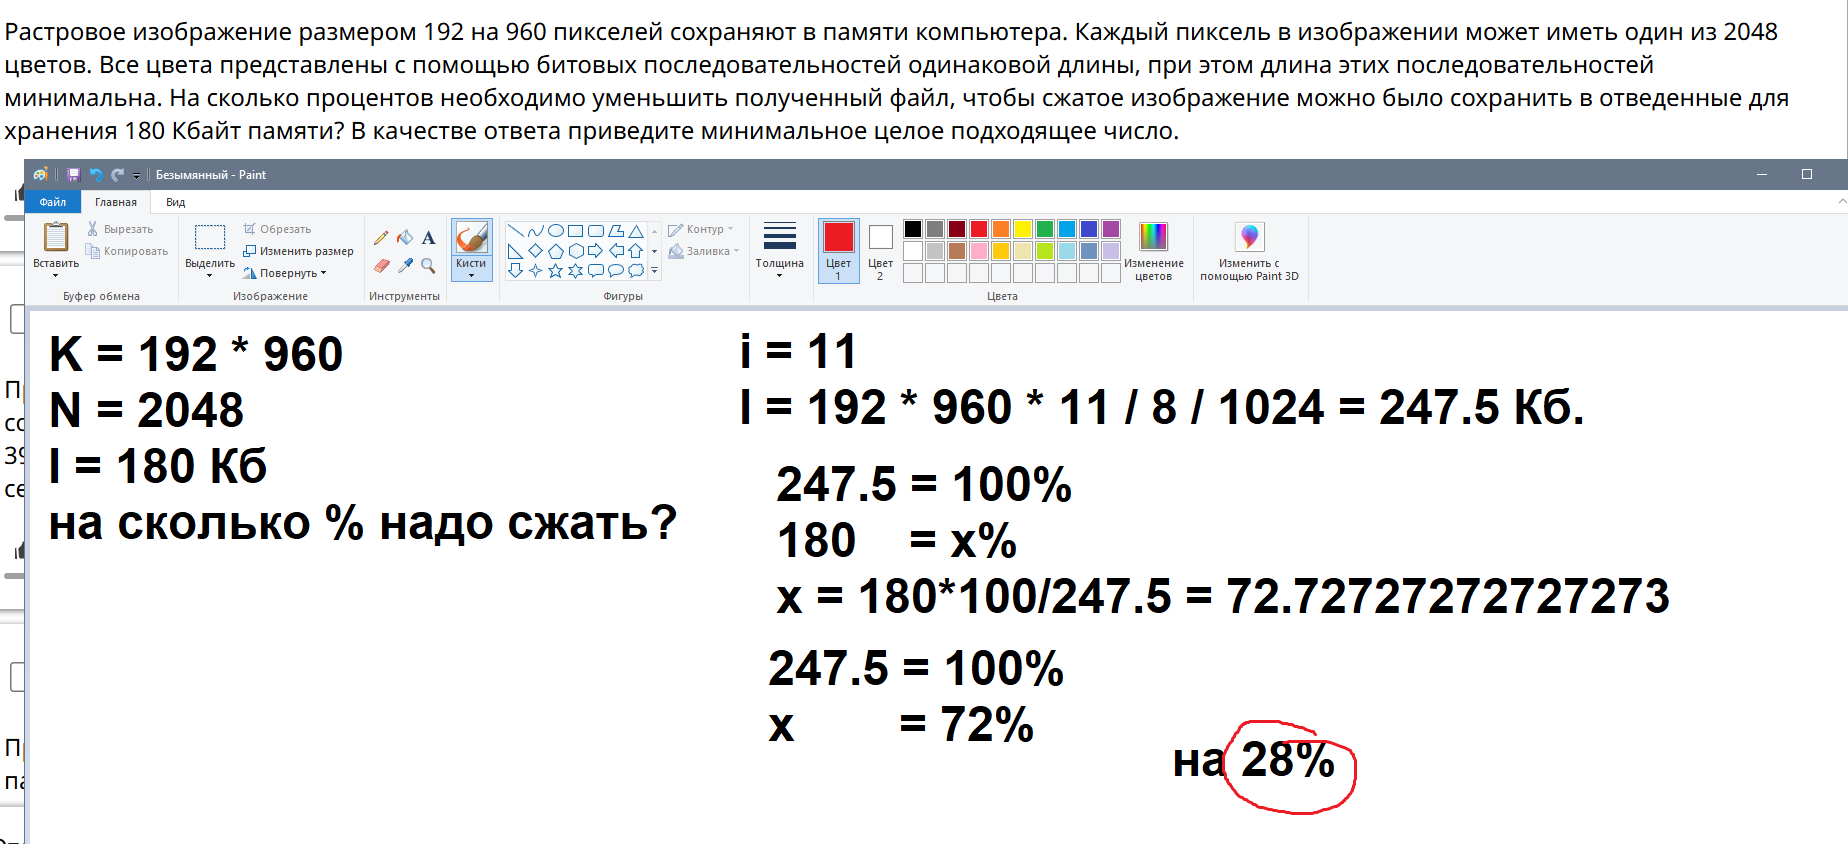 Растровое изображение размером 192 на 960 пикселей сохраняют в памяти компьютера. Каждый пиксель в изображении может иметь один из 2048
цветов. Все цвета представлены с помощью битовых последовательностей одинаковой длины, при этом длина этих последовательностей
минимальна. На сколько процентов необходимо уменьшить полученный файл, чтобы сжатое изображение можно было сохранить в отведенные для
хранения 180 Кбайт памяти? В качестве ответа приведите минимальное целое подходящее число.
Безымянный - Paint
Файл Главная Вид
Вставить
Вырезать
Копировать
Буфер обмена
Выделить
Обрезать
Изменить размер
Повернуть
Изображение
Инструменты
Кисти
Контур
Заливка
Фигуры
Толщина
Цвет
1
Цвет
2
Изменение
цветов
Цвета
Изменить с
помощью Paint 3D
K = 192 * 960
N = 2048
I = 180 Кб
на сколько % надо сжать?
i = 11
I = 192 * 960 * 11 / 8 / 1024 = 247.5 Кб.
247.5 = 100%
180 = x%
x = 180*100/247.5 = 72.72727272727273
247.5 = 100%
x = 72%
на 28%
39